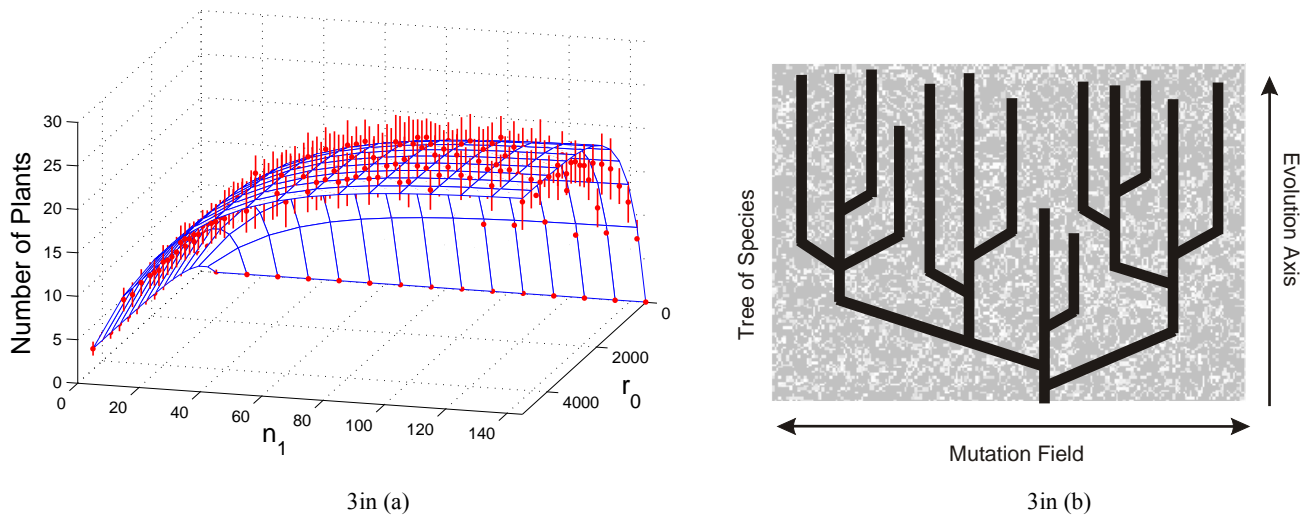 Number of Plants
30
25
20
15
10
5
0
0
20
40
60
80
100
120
140
n1
0
2000
4000
r0
3in (a)
Tree of Species
Evolution Axis
Mutation Field
3in (b)